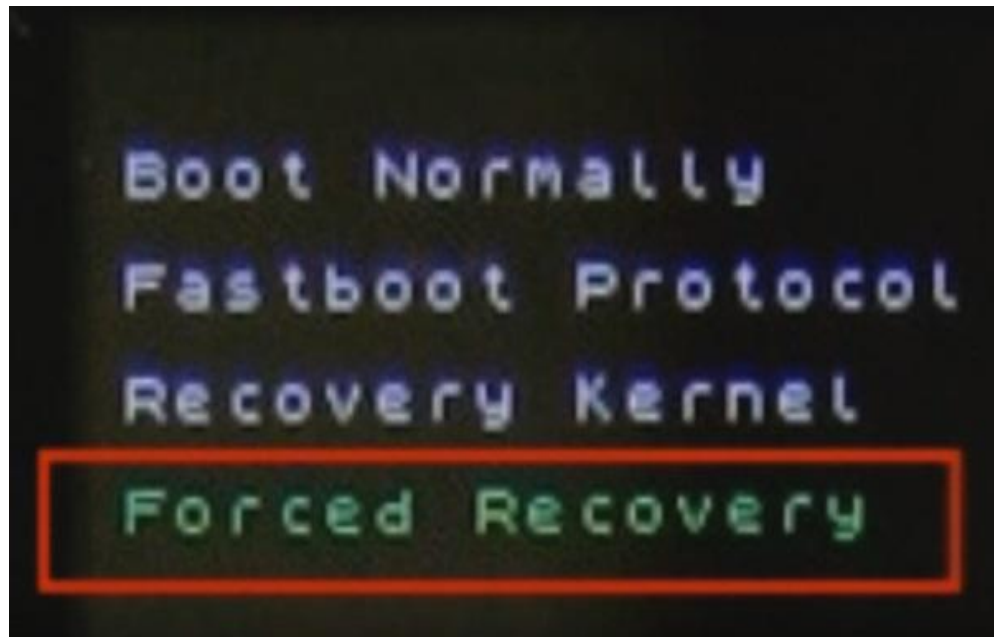 Boot Normally
Fastboot Protocol
Recovery Kernel
Forced Recovery